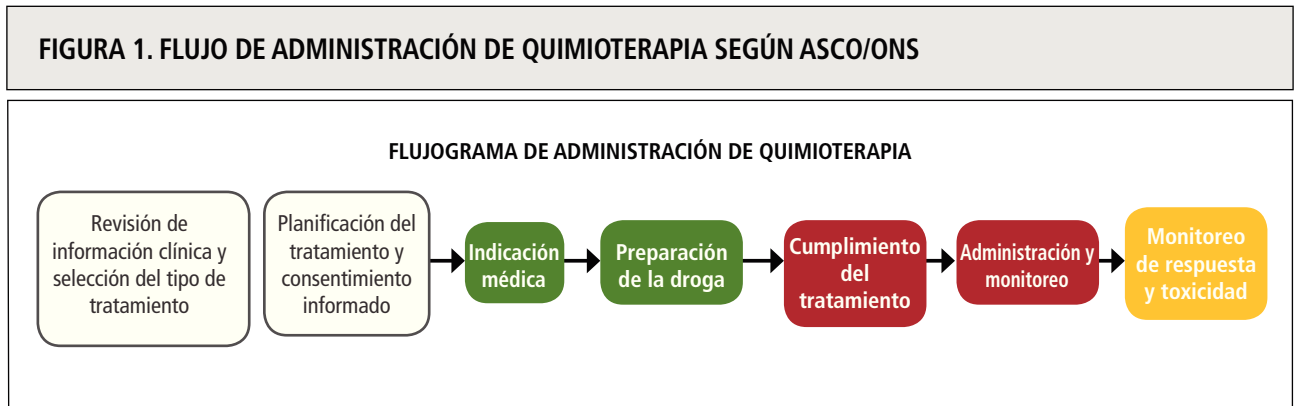 FIGURA 1. FLUJO DE ADMINISTRACIÓN DE QUIMIOTERAPIA SEGÚN ASCO/ONS
FLUJOGRAMA DE ADMINISTRACIÓN DE QUIMIOTERAPIA
Revisión de
información clínica y
selección del tipo de
tratamiento
Planificación del
tratamiento y
consentimiento
informado
Indicación
médica
Preparación
de la droga
Cumplimiento
del
tratamiento
Administración y
monitoreo
Monitoreo
de respuesta
y toxicidad